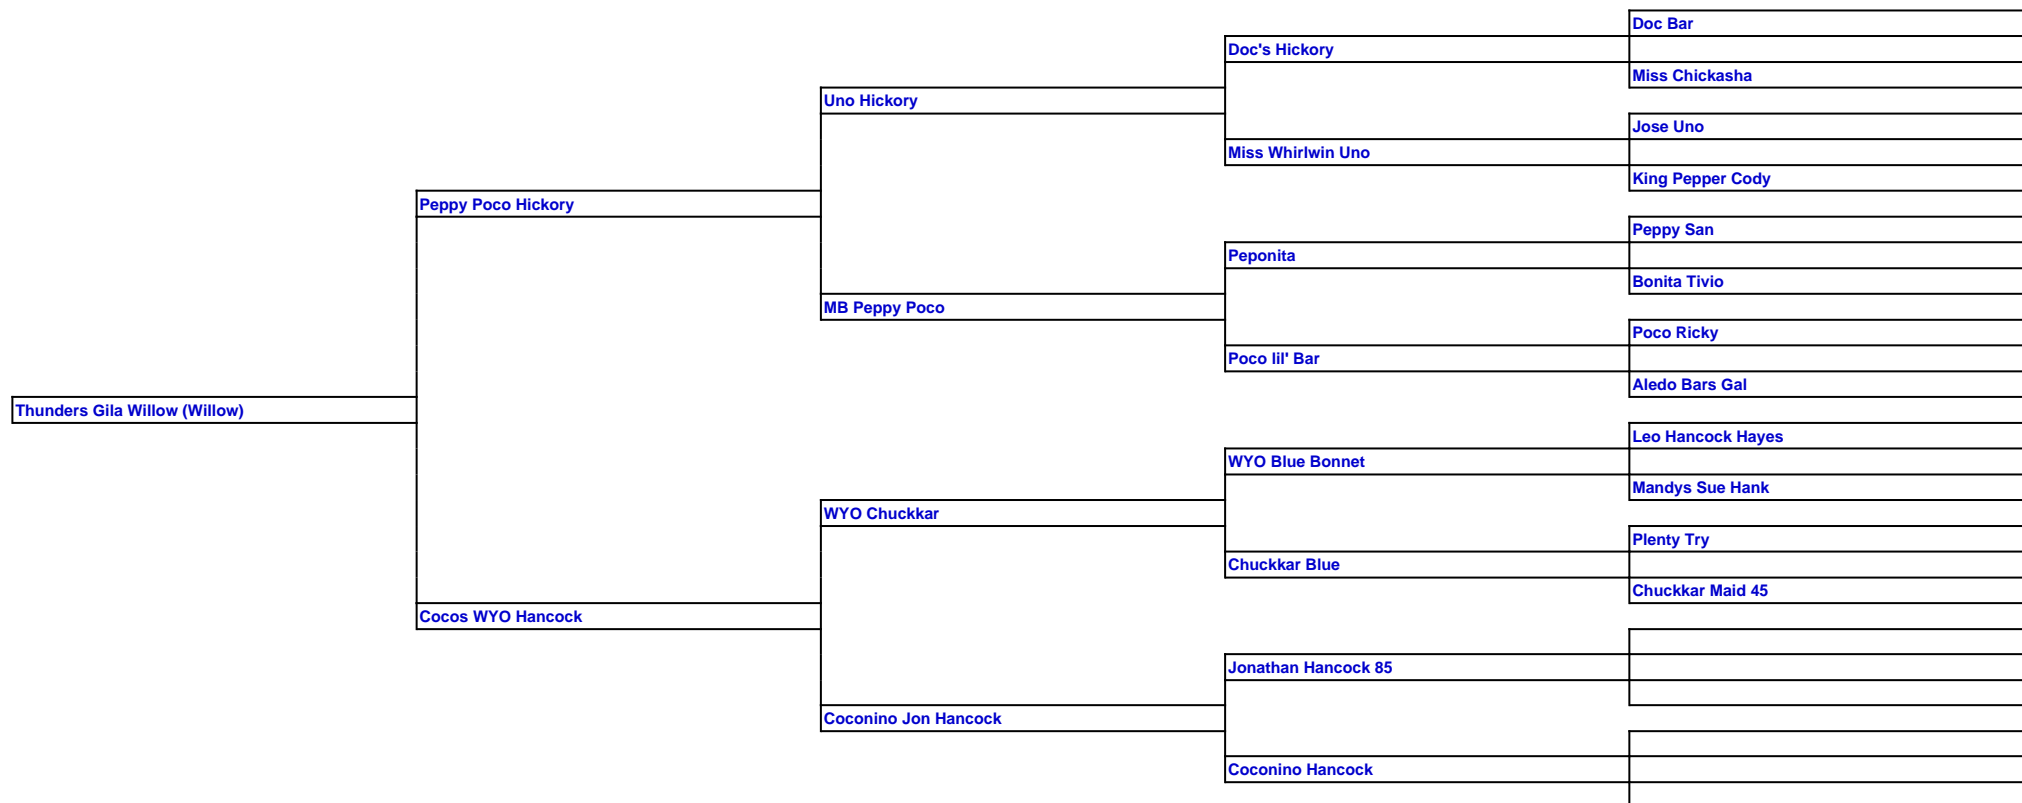 Doc Bar
Doc's Hickory
Miss Chickasha
Uno Hickory
Jose Uno
Miss Whirlwin Uno
King Pepper Cody
Peppy Poco Hickory
Peppy San
Peponita
Bonita Tivio
MB Peppy Poco
Poco Ricky
Poco lil' Bar
Aledo Bars Gal
Thunders Gila Willow (Willow)
Leo Hancock Hayes
WYO Blue Bonnet
Mandys Sue Hank
WYO Chuckkar
Plenty Try
Chuckkar Blue
Chuckkar Maid 45
Cocos WYO Hancock
Jonathan Hancock 85
Coconino Jon Hancock
Coconino Hancock